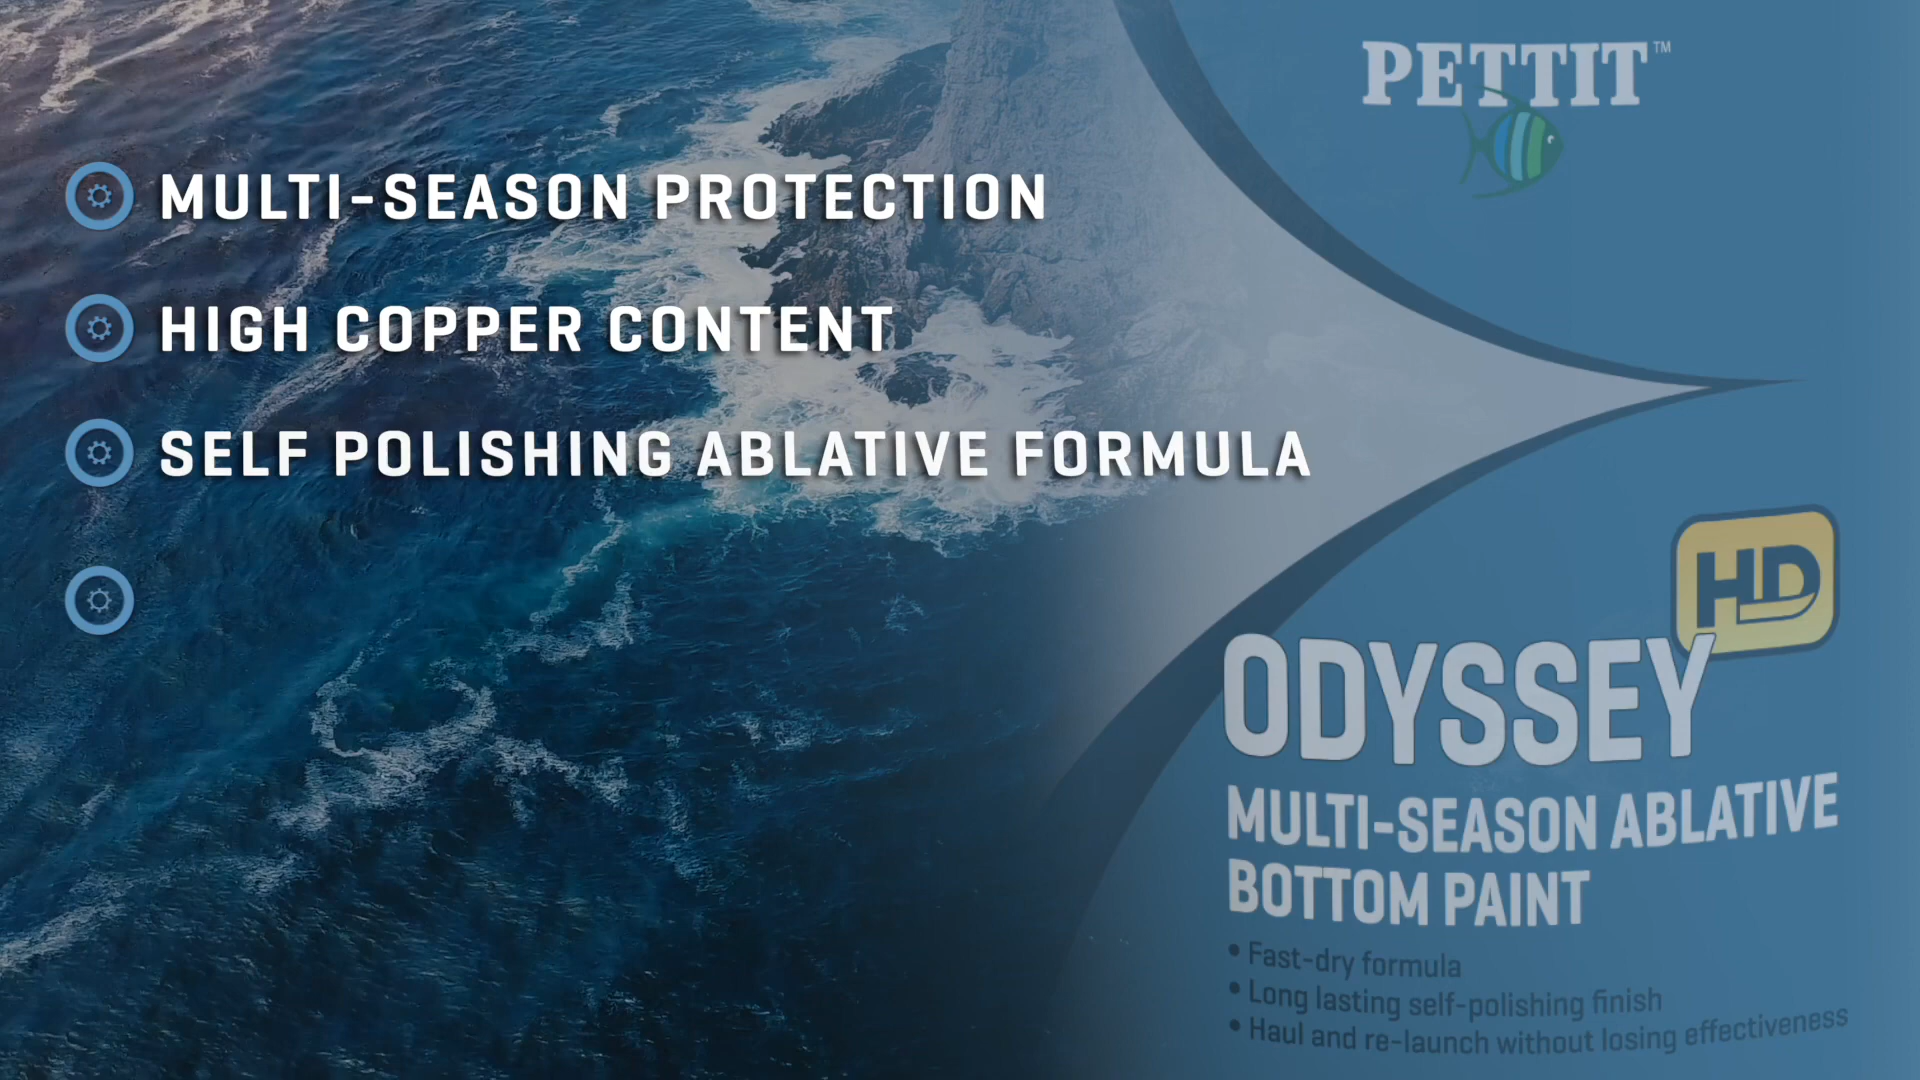 MULTI-SEASON PROTECTION
HIGH COPPER CONTENT
SELF POLISHING ABLATIVE FORMULA
PETTIT™
HD
ODYSSEY
MULTI-SEASON ABLATIVE
BOTTOM PAINT
• Fast-dry formula
• Long lasting self-polishing finish
• Haul and re-launch without losing effectiveness